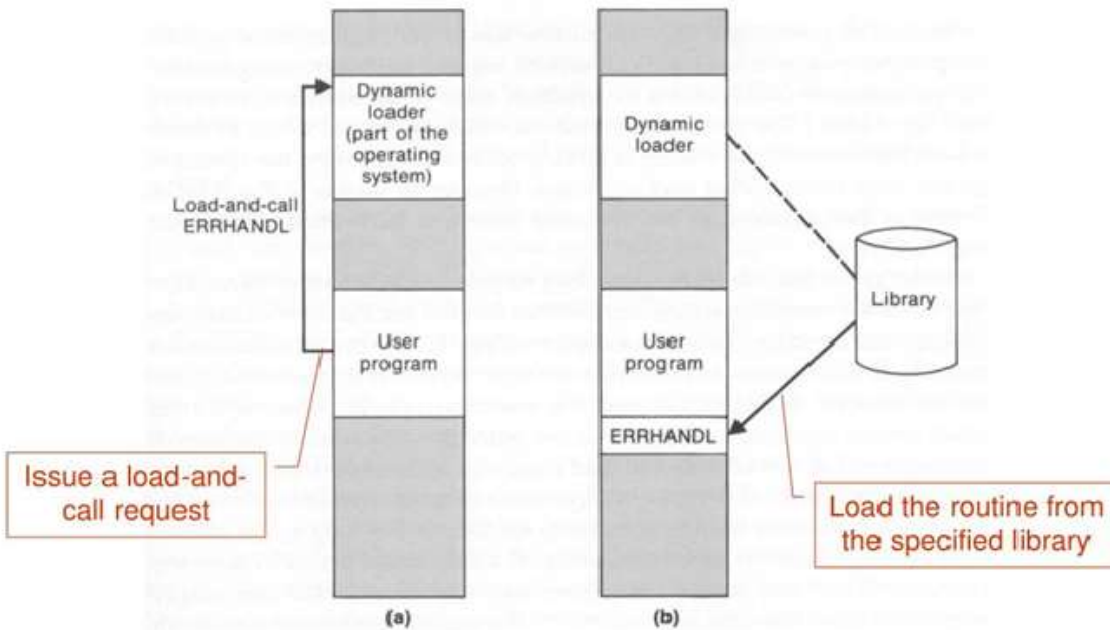 Dynamic
loader
(part of the
operating
system)
Load-and-call
ERRHANDL
User
program
Issue a load-and-
call request
(a)
Dynamic
loader
Library
User
program
ERRHANDL
Load the routine from
the specified library
(b)